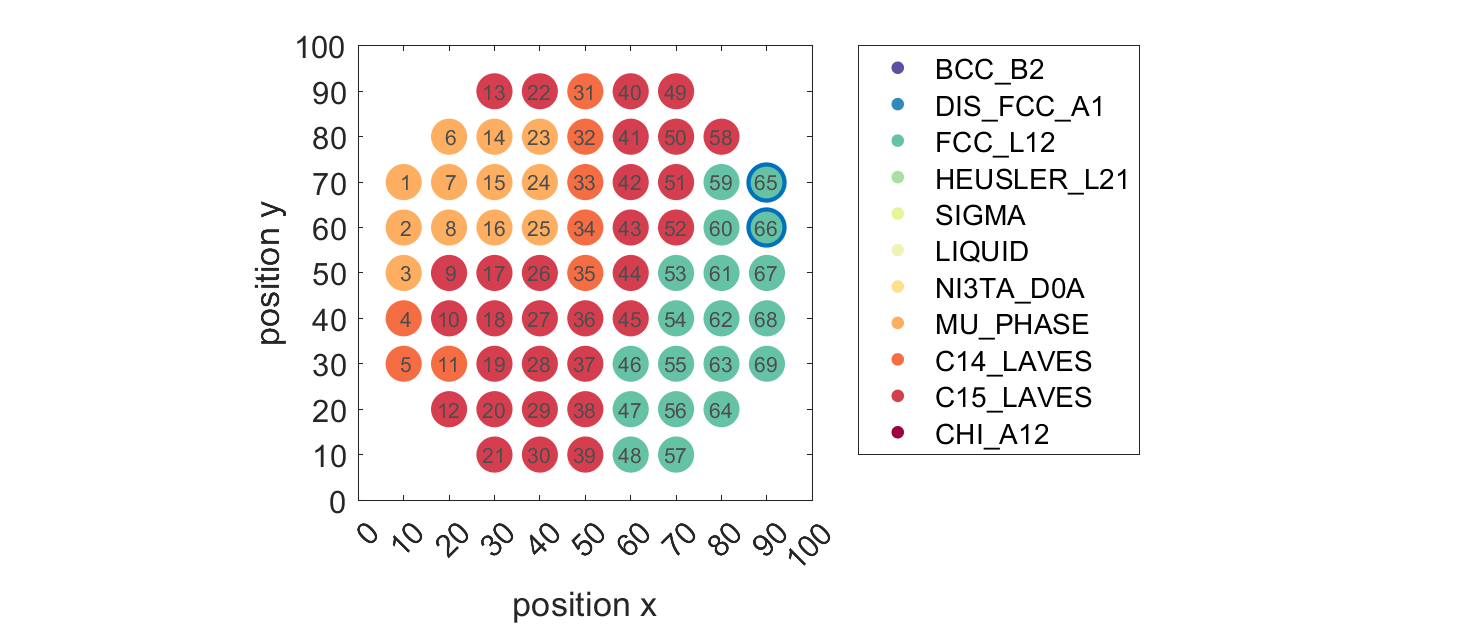 100
90
80
70
60
50
40
30
20
10
0
position y
13 22 31 40 49
6 14 23 32 41 50 58
1 7 15 24 33 42 51 59 65
2 8 16 25 34 43 52 60 66
3 9 17 26 35 44 53 61 67
4 10 18 27 36 45 54 62 68
5 11 19 28 37 46 55 63 69
12 20 29 38 47 56 64
21 30 39 48 57
0 10 20 30 40 50 60 70 80 90 100
position x
BCC_B2
DIS_FCC_A1
FCC_L12
HEUSLER_L21
SIGMA
LIQUID
NI3TA_D0A
MU_PHASE
C14_LAVES
C15_LAVES
CHI_A12